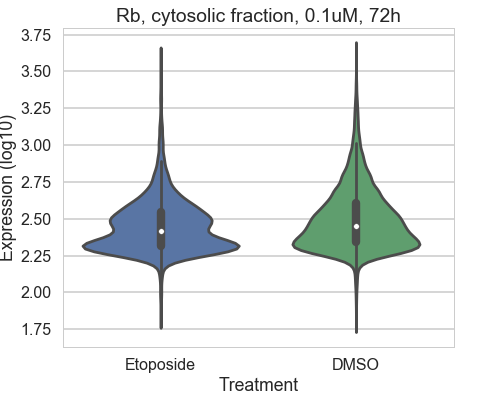 Rb, cytosolic fraction, 0.1uM, 72h
Expression (log10)
3.75
3.50
3.25
3.00
2.75
2.50
2.25
2.00
1.75
Etoposide
DMSO
Treatment